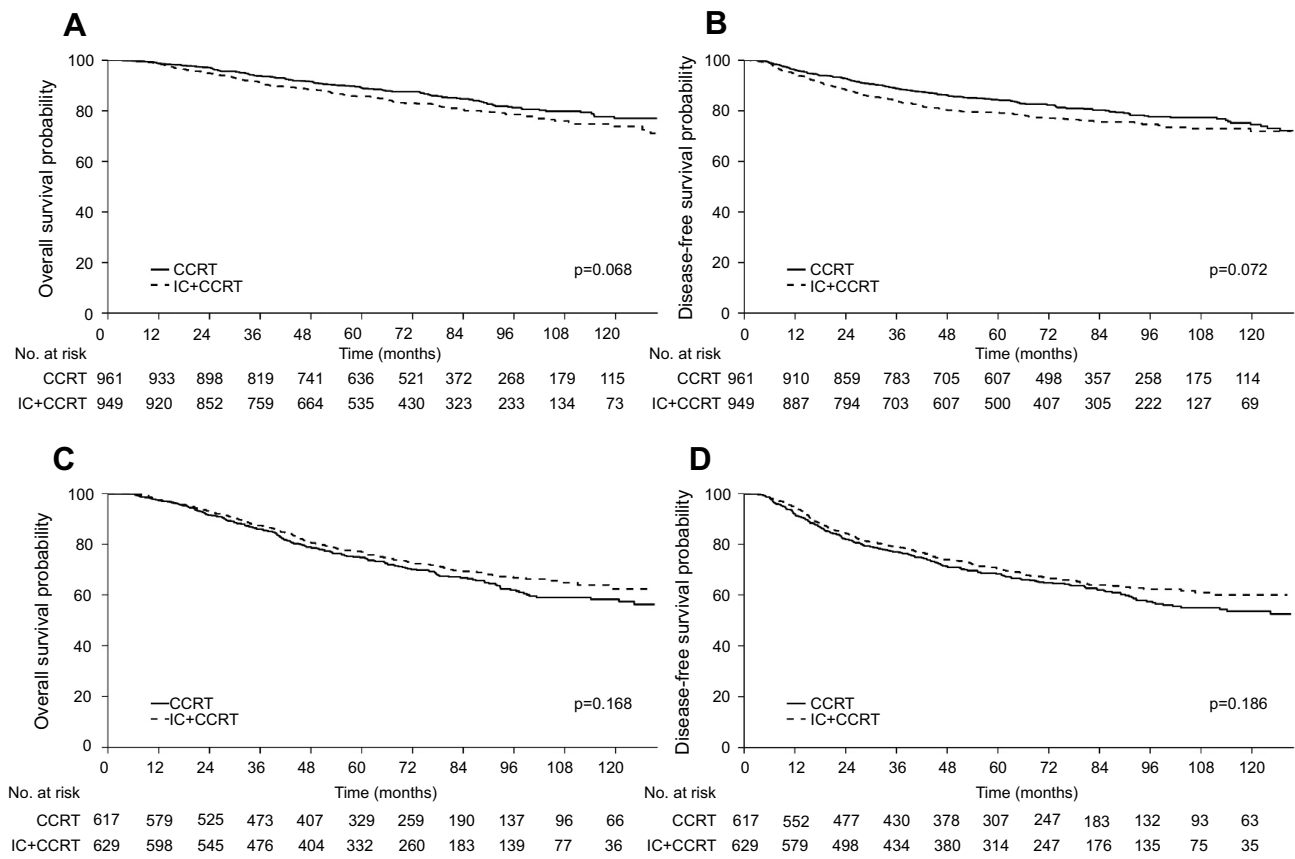 A
Overall survival probability
100
80
60
40
20
0
CCRT
IC+CCRT
p=0.068
0 12 24 36 48 60 72 84 96 108 120
No. at risk Time (months)
CCRT 961 933 898 819 741 636 521 372 268 179 115
IC+CCRT 949 920 852 759 664 535 430 323 233 134 73
B
Disease-free survival probability
100
80
60
40
20
0
CCRT
IC+CCRT
p=0.072
0 12 24 36 48 60 72 84 96 108 120
No. at risk Time (months)
CCRT 961 910 859 783 705 607 498 357 258 175 114
IC+CCRT 949 887 794 703 607 500 407 305 222 127 69
C
Overall survival probability
100
80
60
40
20
0
CCRT
IC+CCRT
p=0.168
0 12 24 36 48 60 72 84 96 108 120
No. at risk Time (months)
CCRT 617 579 525 473 407 329 259 190 137 96 66
IC+CCRT 629 598 545 476 404 332 260 183 139 77 36
D
Disease-free survival probability
100
80
60
40
20
0
CCRT
IC+CCRT
p=0.186
0 12 24 36 48 60 72 84 96 108 120
No. at risk Time (months)
CCRT 617 552 477 430 378 307 247 183 132 93 63
IC+CCRT 629 579 498 434 380 314 247 176 135 75 35